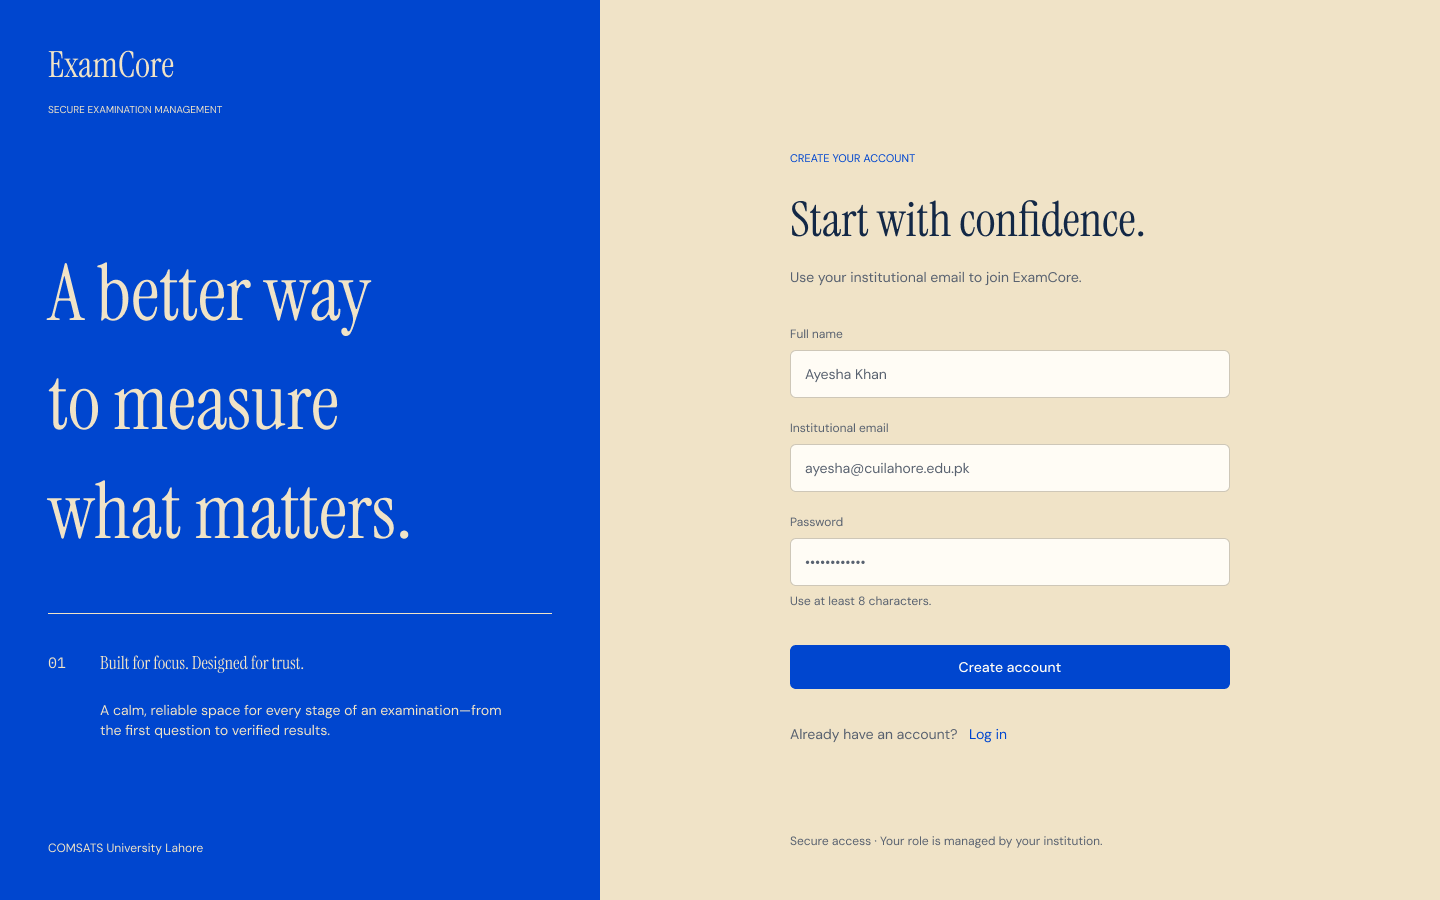 ExamCore
SECURE EXAMINATION MANAGEMENT
A better way
to measure
what matters.
01
Built for focus. Designed for trust.
A calm, reliable space for every stage of an examination—from
the first question to verified results.
COMSATS University Lahore
CREATE YOUR ACCOUNT
Start with confidence.
Use your institutional email to join ExamCore.
Full name
Ayesha Khan
Institutional email
ayesha@cuilahore.edu.pk
Password
••••••••••••
Use at least 8 characters.
Create account
Already have an account? Log in
Secure access · Your role is managed by your institution.